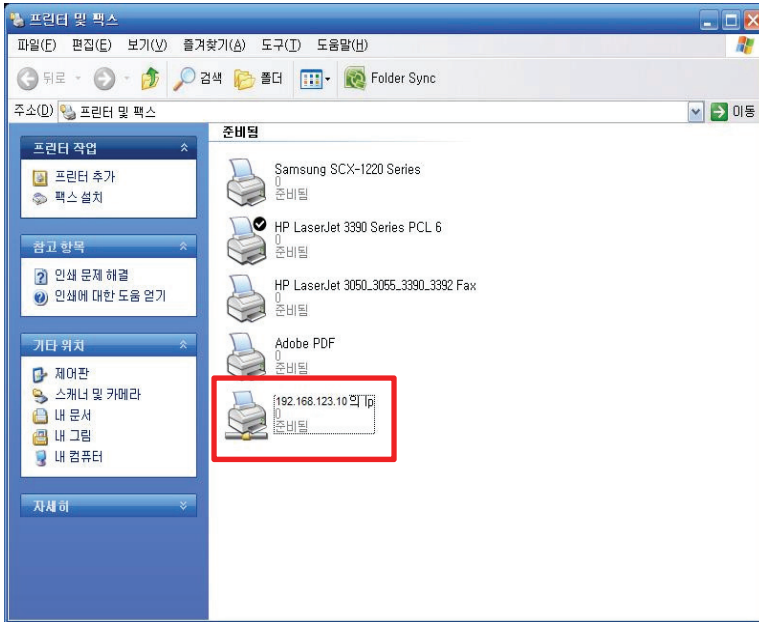 프린터 및 팩스
파일(F) 편집(E) 보기(V) 즐겨찾기(A) 도구(T) 도움말(H)
뒤로 검색 폴더 Folder Sync
주소(D) 프린터 및 팩스 이동
프린터 작업
프린터 추가
팩스 설치
참고 항목
인쇄 문제 해결
인쇄에 대한 도움 얻기
기타 위치
제어판
스캐너 및 카메라
내 문서
내 그림
내 컴퓨터
자세히
준비됨
Samsung SCX-1220 Series
0
준비됨
HP LaserJet 3390 Series PCL 6
0
준비됨
HP LaserJet 3050_3055_3390_3392 Fax
0
준비됨
Adobe PDF
0
준비됨
192.168.123.10의 lp
0
준비됨